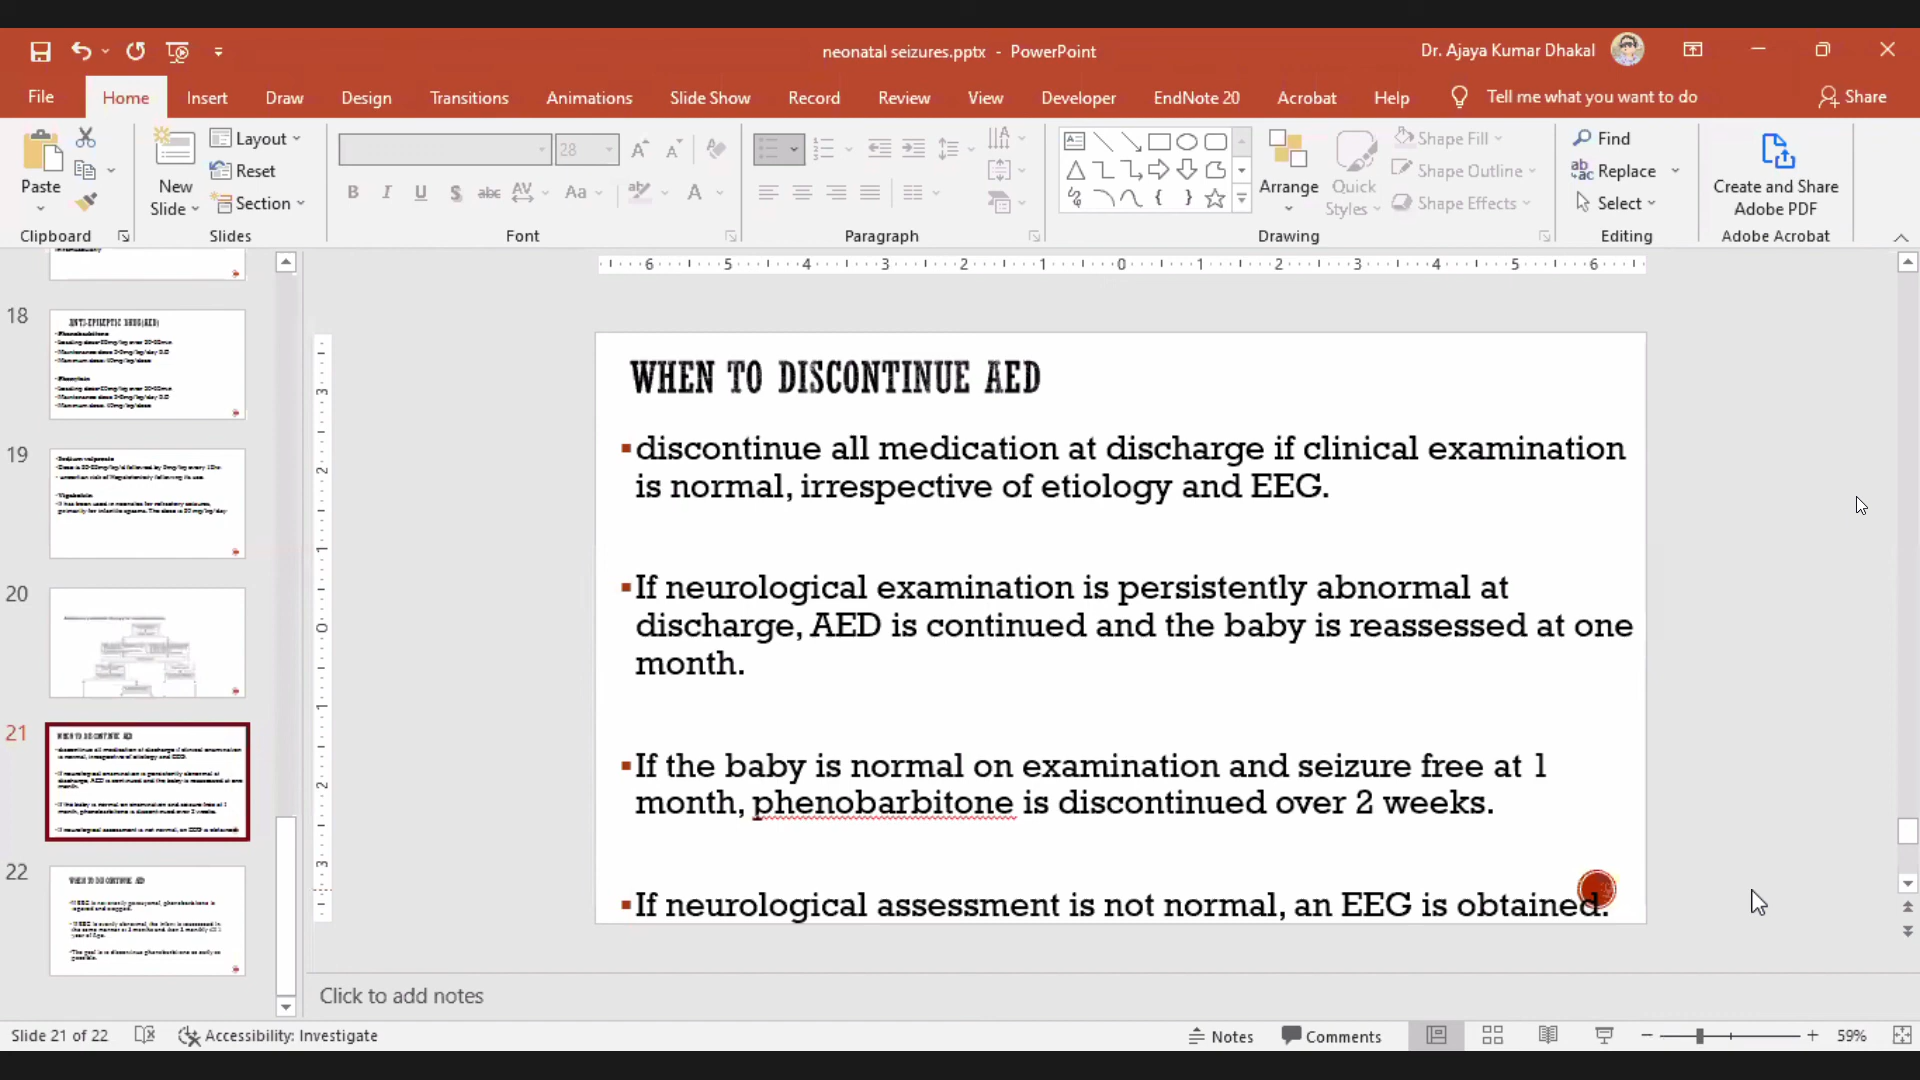 neonatal seizures.pptx - PowerPoint
Dr. Ajaya Kumar Dhakal
File Home Insert Draw Design Transitions Animations Slide Show Record Review View Developer EndNote 20 Acrobat Help Tell me what you want to do Share
Paste
New Slide
Layout
Reset
Section
28
Arrange
Quick Styles
Shape Fill
Shape Outline
Shape Effects
Find
Replace
Select
Create and Share Adobe PDF
Clipboard Slides Font Paragraph Drawing Editing Adobe Acrobat
18
19
20
21
22
WHEN TO DISCONTINUE AED
discontinue all medication at discharge if clinical examination
is normal, irrespective of etiology and EEG.
If neurological examination is persistently abnormal at
discharge, AED is continued and the baby is reassessed at one
month.
If the baby is normal on examination and seizure free at 1
month, phenobarbitone is discontinued over 2 weeks.
If neurological assessment is not normal, an EEG is obtained.
Click to add notes
Slide 21 of 22
Accessibility: Investigate
Notes
Comments
59%